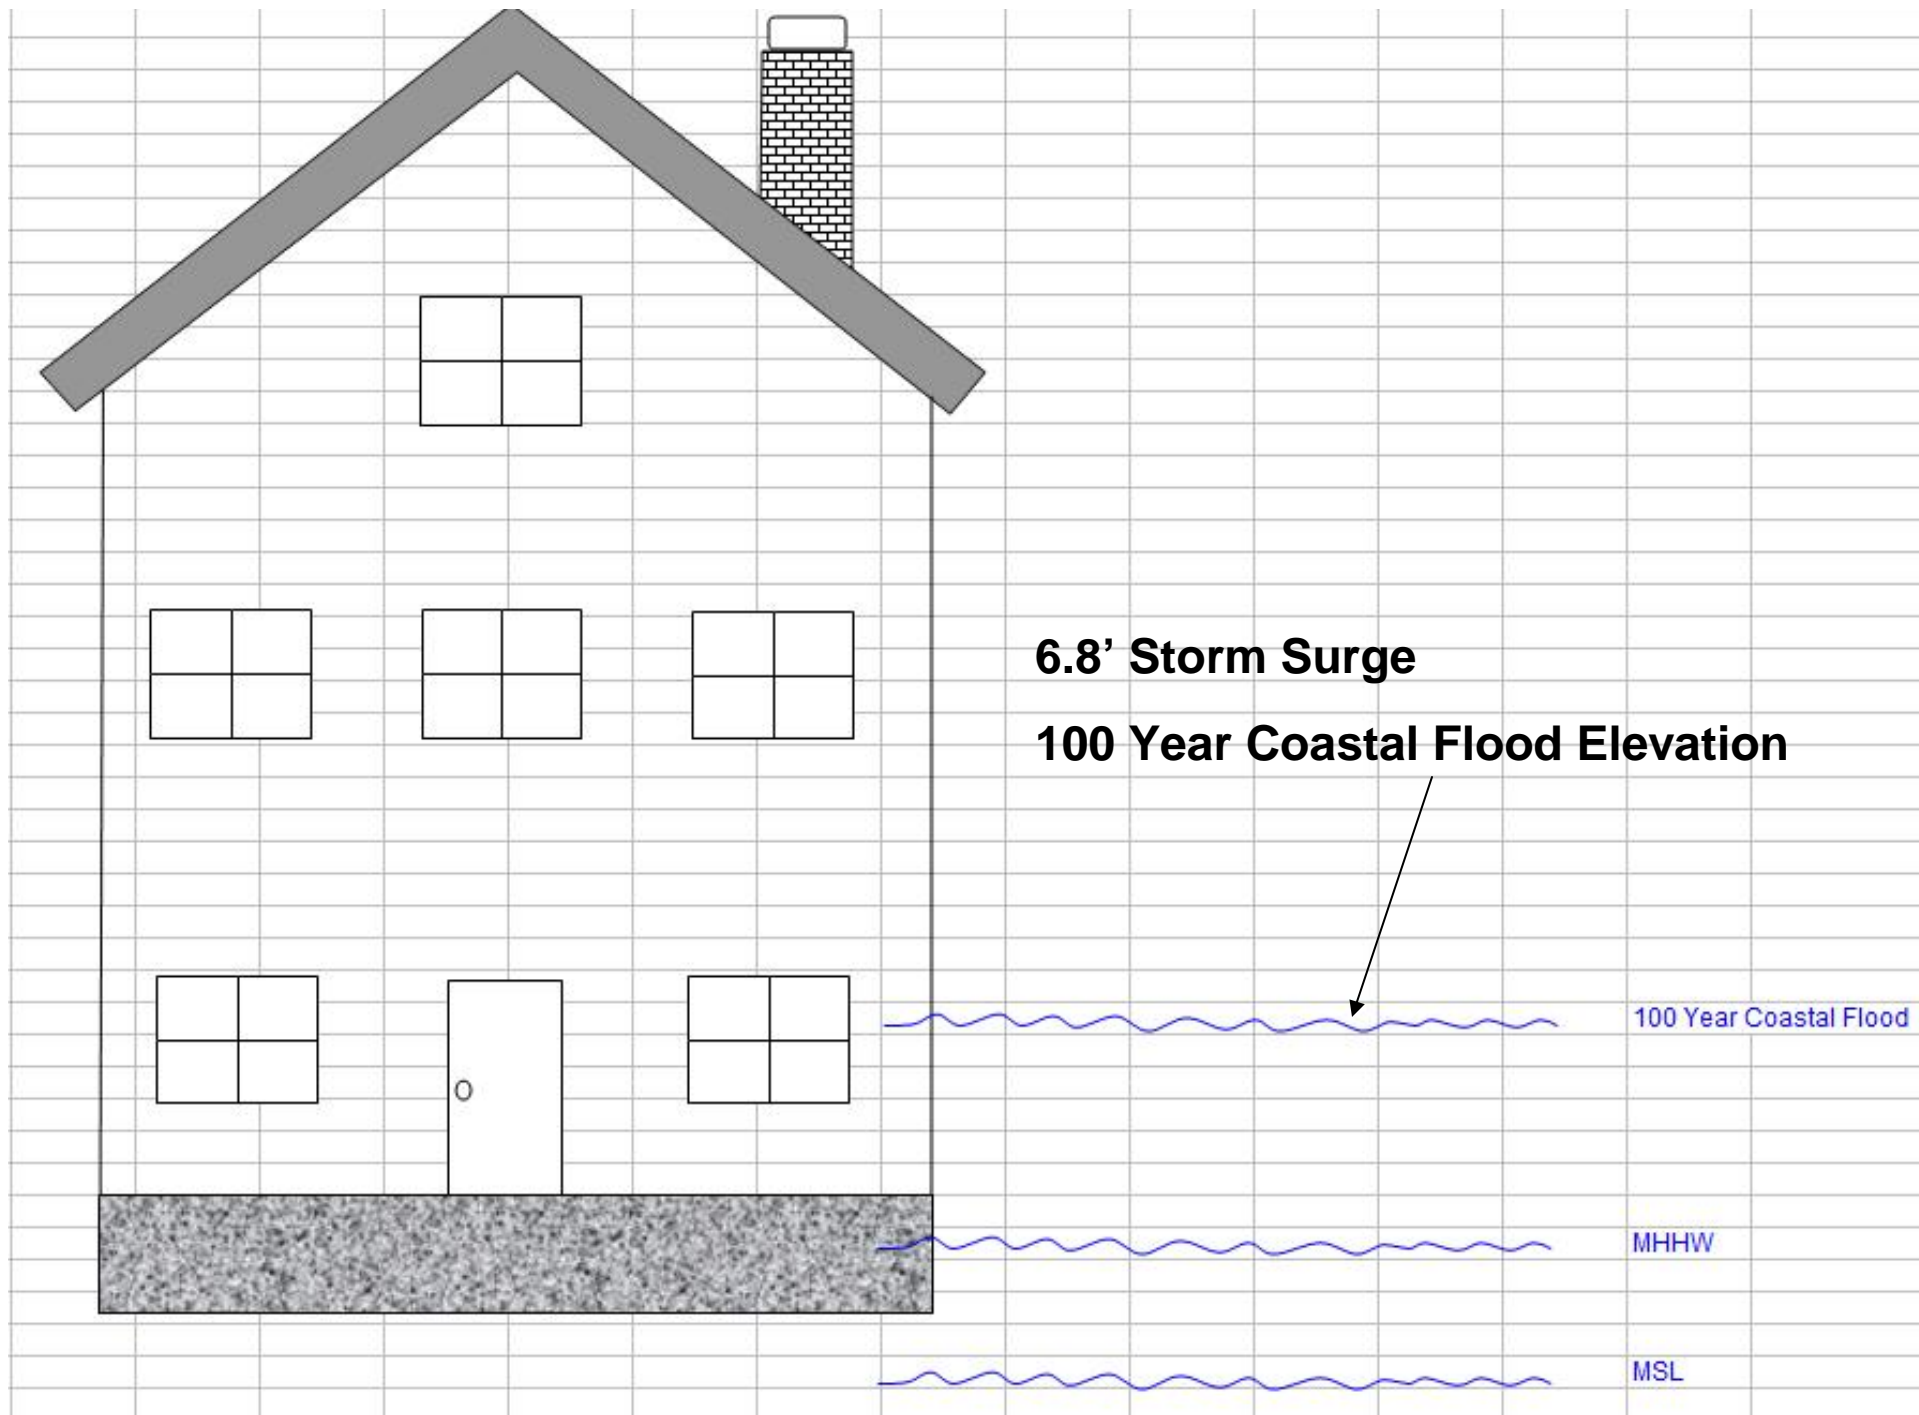 6.8’ Storm Surge
100 Year Coastal Flood Elevation
100 Year Coastal Flood
MHHW
MSL